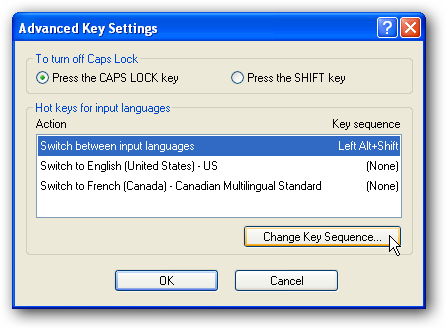 Advanced Key Settings
To turn off Caps Lock
Press the CAPS LOCK key Press the SHIFT key
Hot keys for input languages
Action Key sequence
Switch between input languages Left Alt+Shift
Switch to English (United States) - US (None)
Switch to French (Canada) - Canadian Multilingual Standard (None)
Change Key Sequence...
OK Cancel